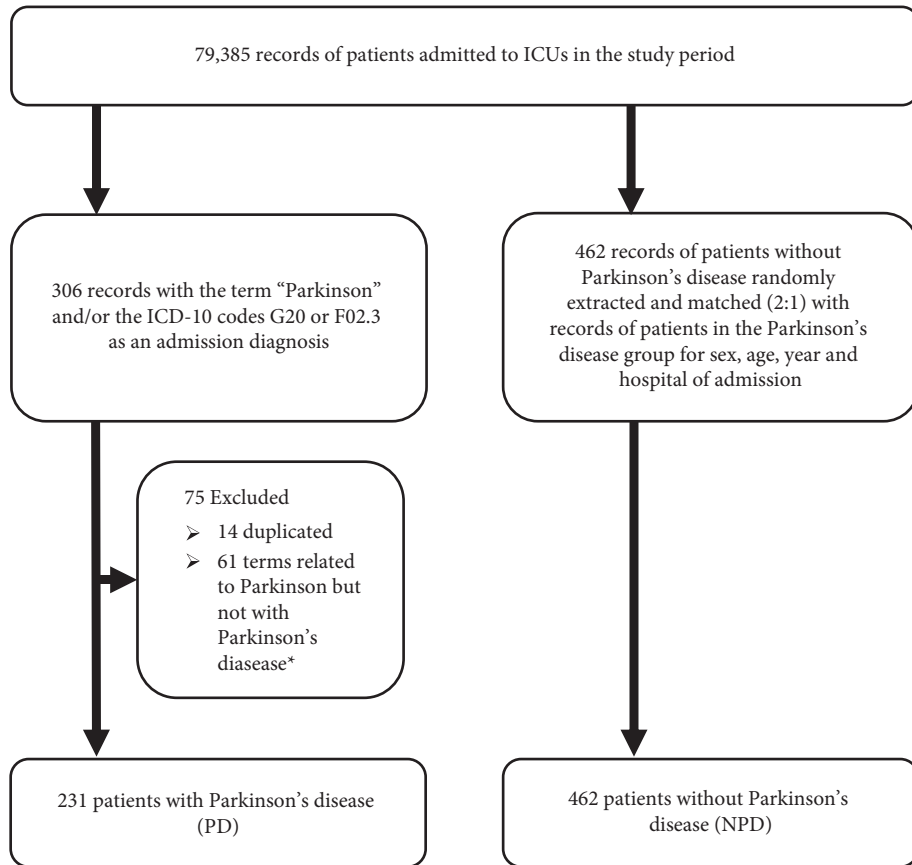 79,385 records of patients admitted to ICUs in the study period
306 records with the term “Parkinson”
and/or the ICD-10 codes G20 or F02.3
as an admission diagnosis
462 records of patients without
Parkinson’s disease randomly
extracted and matched (2:1) with
records of patients in the Parkinson’s
disease group for sex, age, year and
hospital of admission
75 Excluded
➢ 14 duplicated
➢ 61 terms related
to Parkinson but
not with
Parkinson’s
diasease*
231 patients with Parkinson’s disease
(PD)
462 patients without Parkinson’s
disease (NPD)